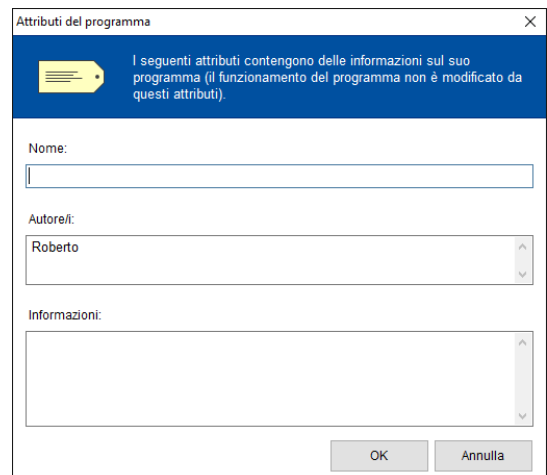 Attributi del programma
I seguenti attributi contengono delle informazioni sul suo
programma (il funzionamento del programma non è modificato da
questi attributi).
Nome:
Autore/i:
Roberto
Informazioni:
OK
Annulla